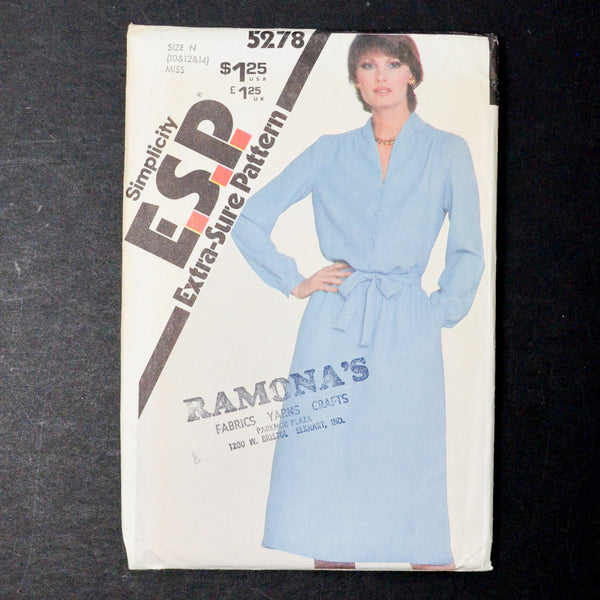 5278
SIZE N
(10&12&14)
MISS
$1.25
USA
£1.25
U.K.
Simplicity
E.S.P.®
Extra-Sure Pattern
RAMONA'S
FABRICS YARNS CRAFTS
PARKMOR PLAZA
1200 W. BRISTOL ELKHART, IND.